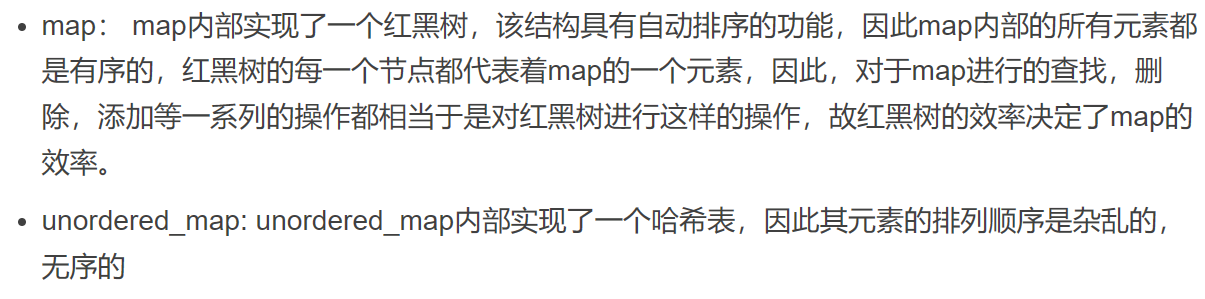 • map： map内部实现了一个红黑树，该结构具有自动排序的功能，因此map内部的所有元素都
是有序的，红黑树的每一个节点都代表着map的一个元素，因此，对于map进行的查找，删
除，添加等一系列的操作都相当于是对红黑树进行这样的操作，故红黑树的效率决定了map的
效率。
• unordered_map: unordered_map内部实现了一个哈希表，因此其元素的排列顺序是杂乱的，
无序的